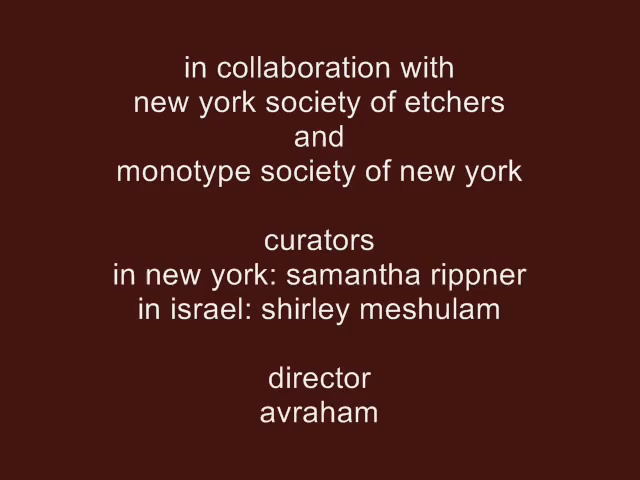 in collaboration with
new york society of etchers
and
monotype society of new york
curators
in new york: samantha rippner
in israel: shirley meshulam
director
avraham